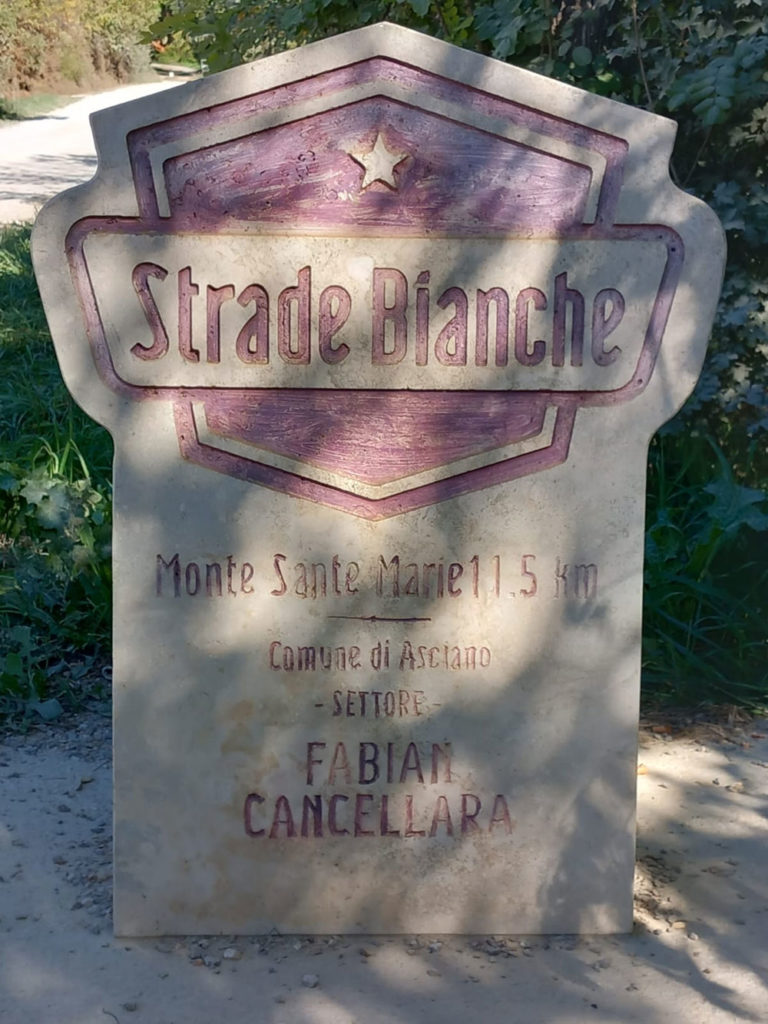 Strade Bianche
Monte Sante Marie 11.5 km
Comune di Asciano
- SETTORE -
FABIAN
CANCELLARA